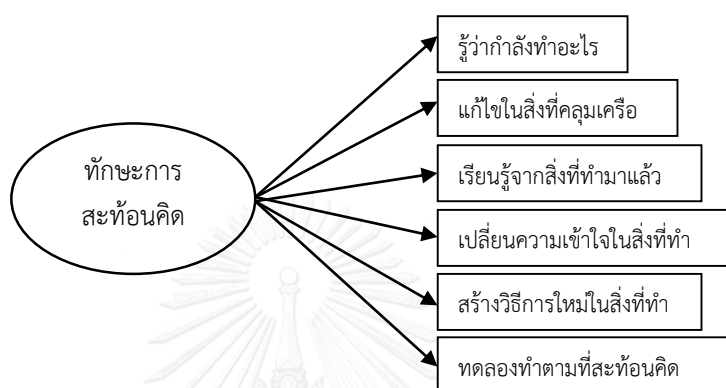 ทักษะการ
สะท้อนคิด
รู้ว่ากำลังทำอะไร
แก้ไขในสิ่งที่คลุมเครือ
เรียนรู้จากสิ่งที่ทำมาแล้ว
เปลี่ยนความเข้าใจในสิ่งที่ทำ
สร้างวิธีการใหม่ในสิ่งที่ทำ
ทดลองทำตามที่สะท้อนคิด